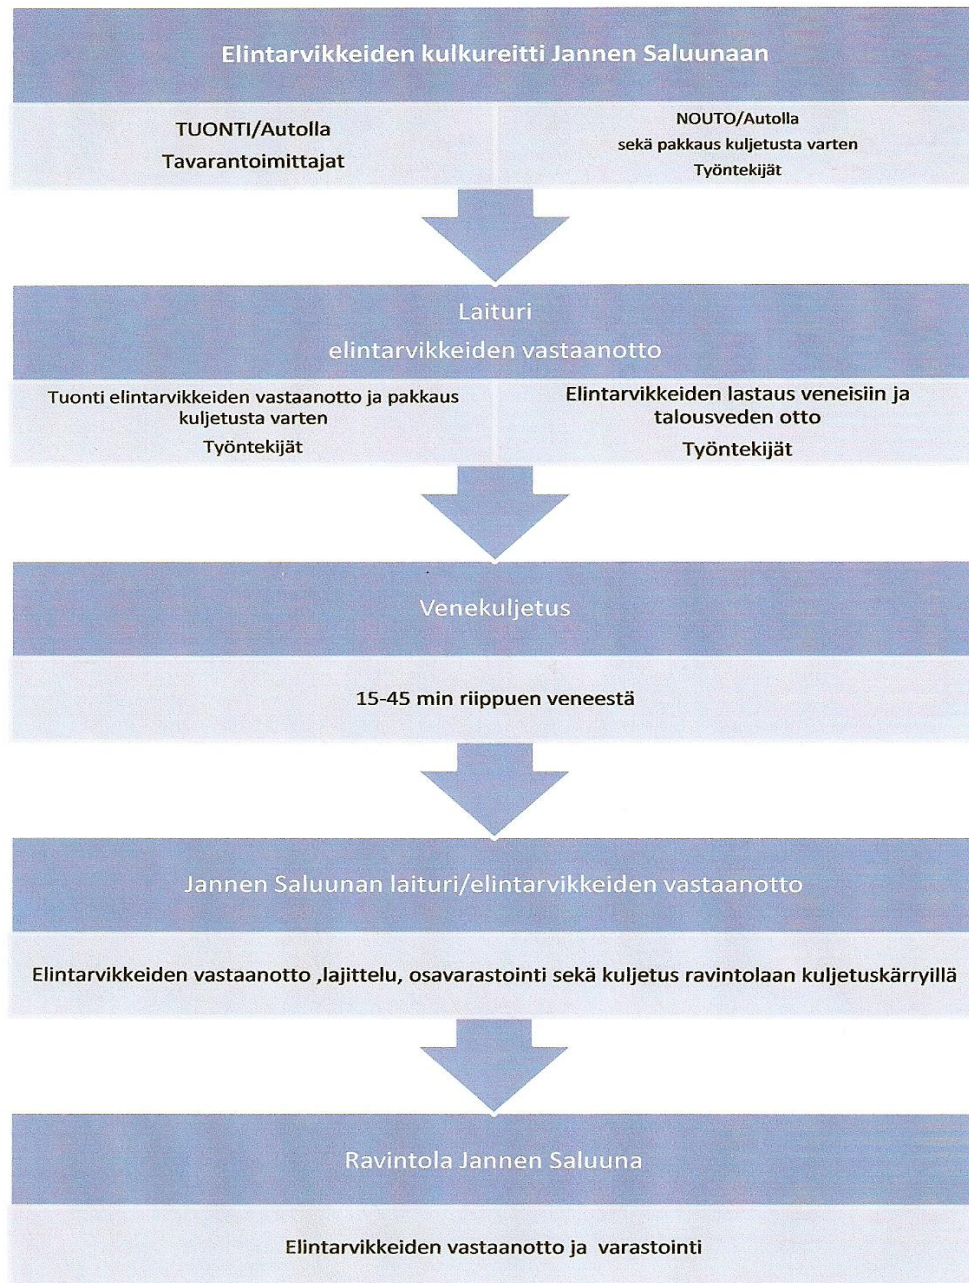 Elintarvikkeiden kulkureitti Jannen Saluunaan
TUONTI/Autolla
Tavarantoimittajat
NOUTO/Autolla
sekä pakkaus kuljetusta varten
Työntekijät
Laituri
elintarvikkeiden vastaanotto
Tuonti elintarvikkeiden vastaanotto ja pakkaus
kuljetusta varten
Työntekijät
Elintarvikkeiden lastaus veneisiin ja
talousveden otto
Työntekijät
Venekuljetus
15-45 min riippuen veneestä
Jannen Saluunan laituri/elintarvikkeiden vastaanotto
Elintarvikkeiden vastaanotto ,lajittelu, osavarastointi sekä kuljetus ravintolaan kuljetuskärryillä
Ravintola Jannen Saluuna
Elintarvikkeiden vastaanotto ja varastointi